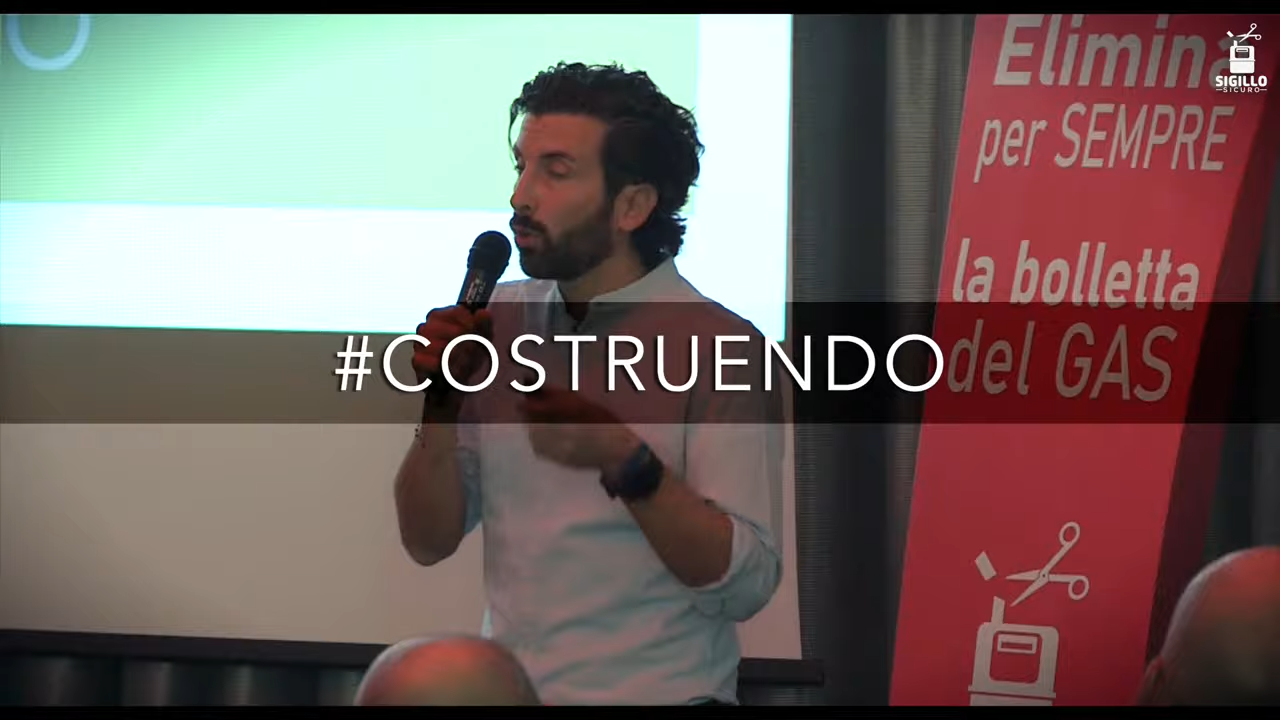 Elimina
per SEMPRE
la bolletta
del GAS
SIGILLO
SICURO
#COSTRUENDO